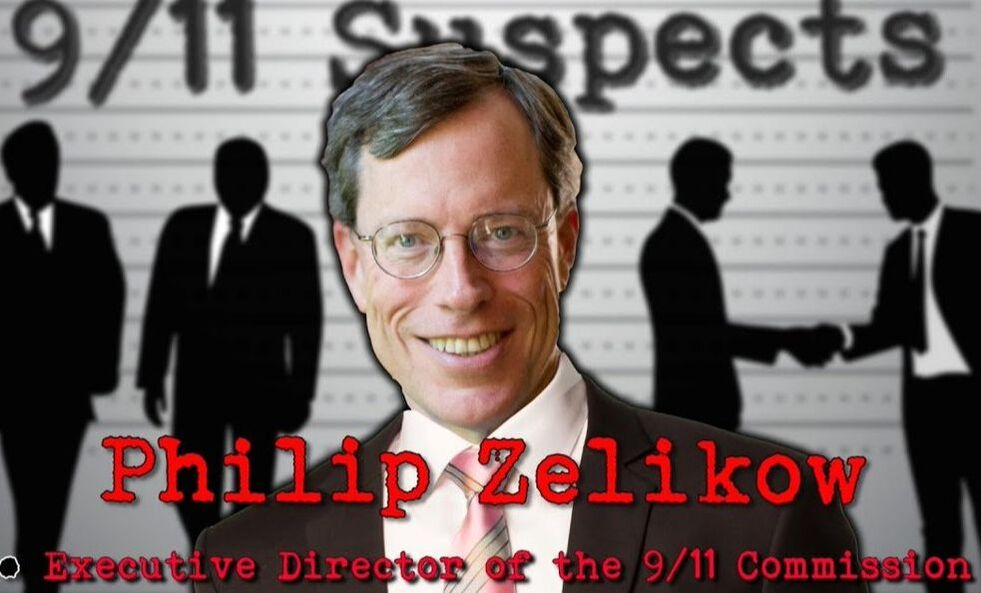 9/11 Suspects
Philip Zelikow
Executive Director of the 9/11 Commission